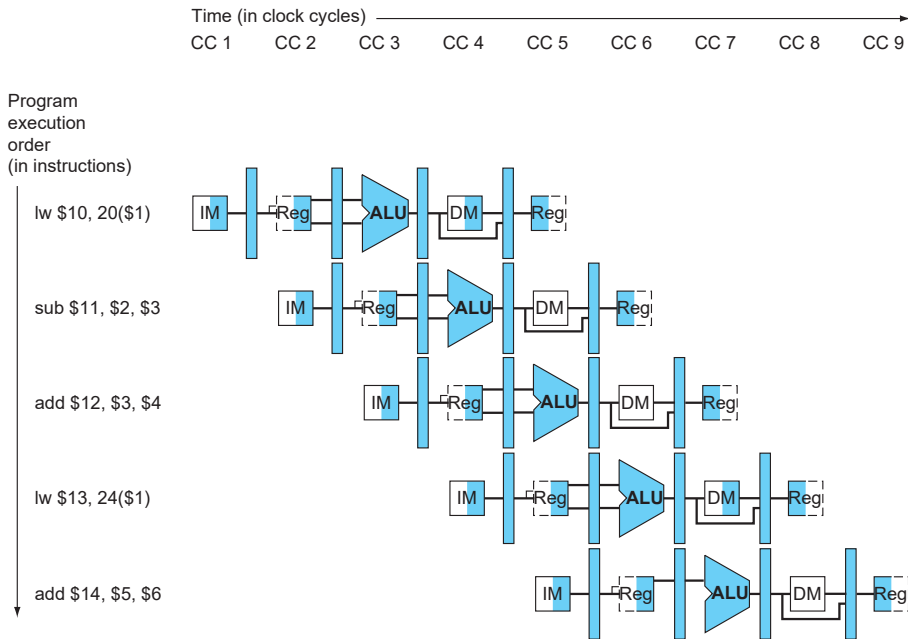 Time (in clock cycles)
CC 1 CC 2 CC 3 CC 4 CC 5 CC 6 CC 7 CC 8 CC 9
Program
execution
order
(in instructions)
lw $10, 20($1) IM Reg ALU DM Reg
sub $11, $2, $3 IM Reg ALU DM Reg
add $12, $3, $4 IM Reg ALU DM Reg
lw $13, 24($1) IM Reg ALU DM Reg
add $14, $5, $6 IM Reg ALU DM Reg